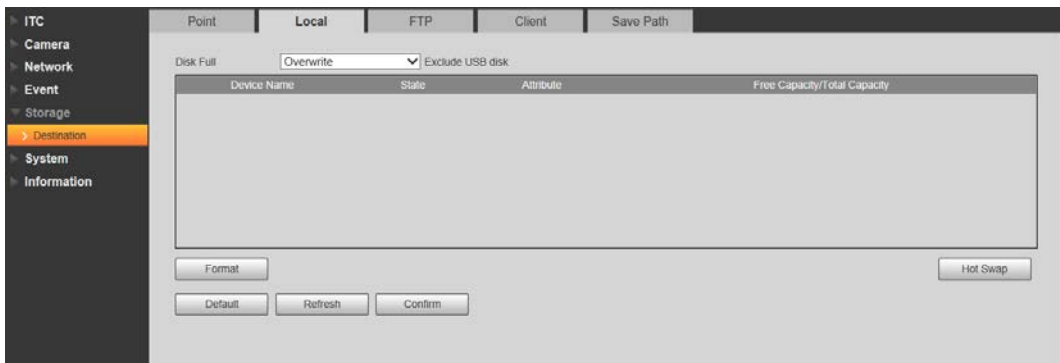 ITC
Camera
Network
Event
Storage
Destination
System
Information
Point Local FTP Client Save Path
Disk Full Overwrite Exclude USB disk
Device Name State Attribute Free Capacity/Total Capacity
Format Hot Swap
Default Refresh Confirm